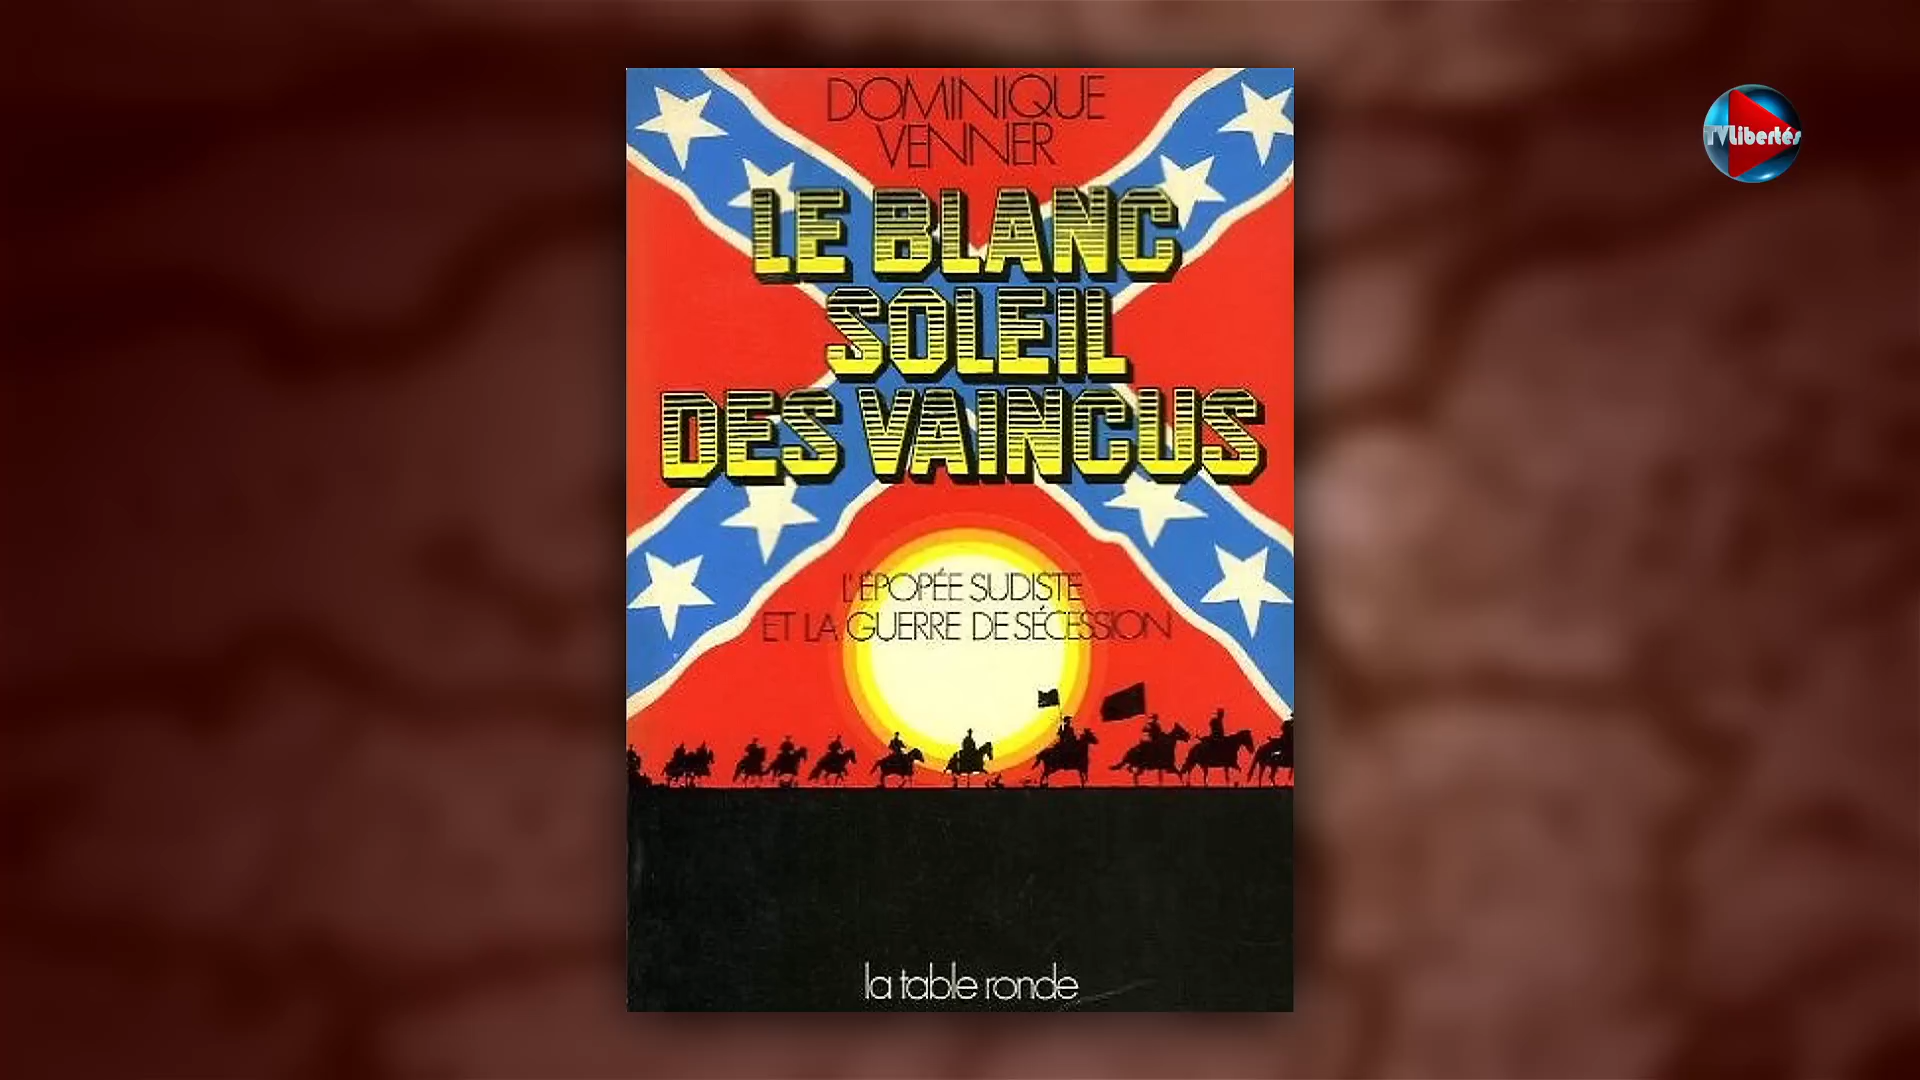 DOMINIQUE
VENNER
LE BLANC
SOLEIL
DES VAINCUS
L'ÉPOPÉE SUDISTE
ET LA GUERRE DE SÉCESSION
la table ronde
TVLibertés